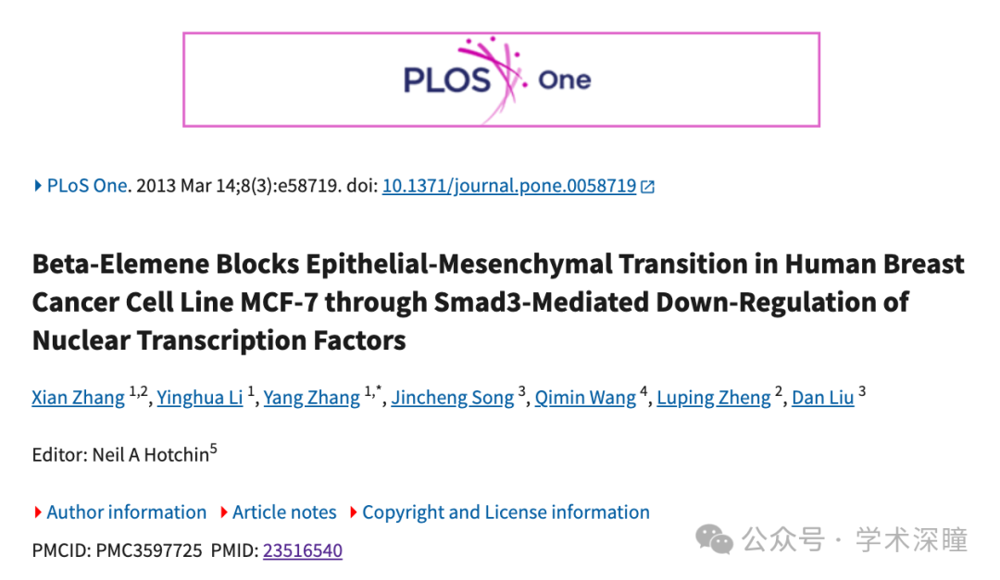 PLOS One
PLoS One. 2013 Mar 14;8(3):e58719. doi: 10.1371/journal.pone.0058719
Beta-Elemene Blocks Epithelial-Mesenchymal Transition in Human Breast
Cancer Cell Line MCF-7 through Smad3-Mediated Down-Regulation of
Nuclear Transcription Factors
Xian Zhang 1,2, Yinghua Li 1, Yang Zhang 1,*, Jincheng Song 3, Qimin Wang 4, Luping Zheng 2, Dan Liu 3
Editor: Neil A Hotchin5
Author information Article notes Copyright and License information
PMCID: PMC3597725 PMID: 23516540
公众号 · 学术深瞳